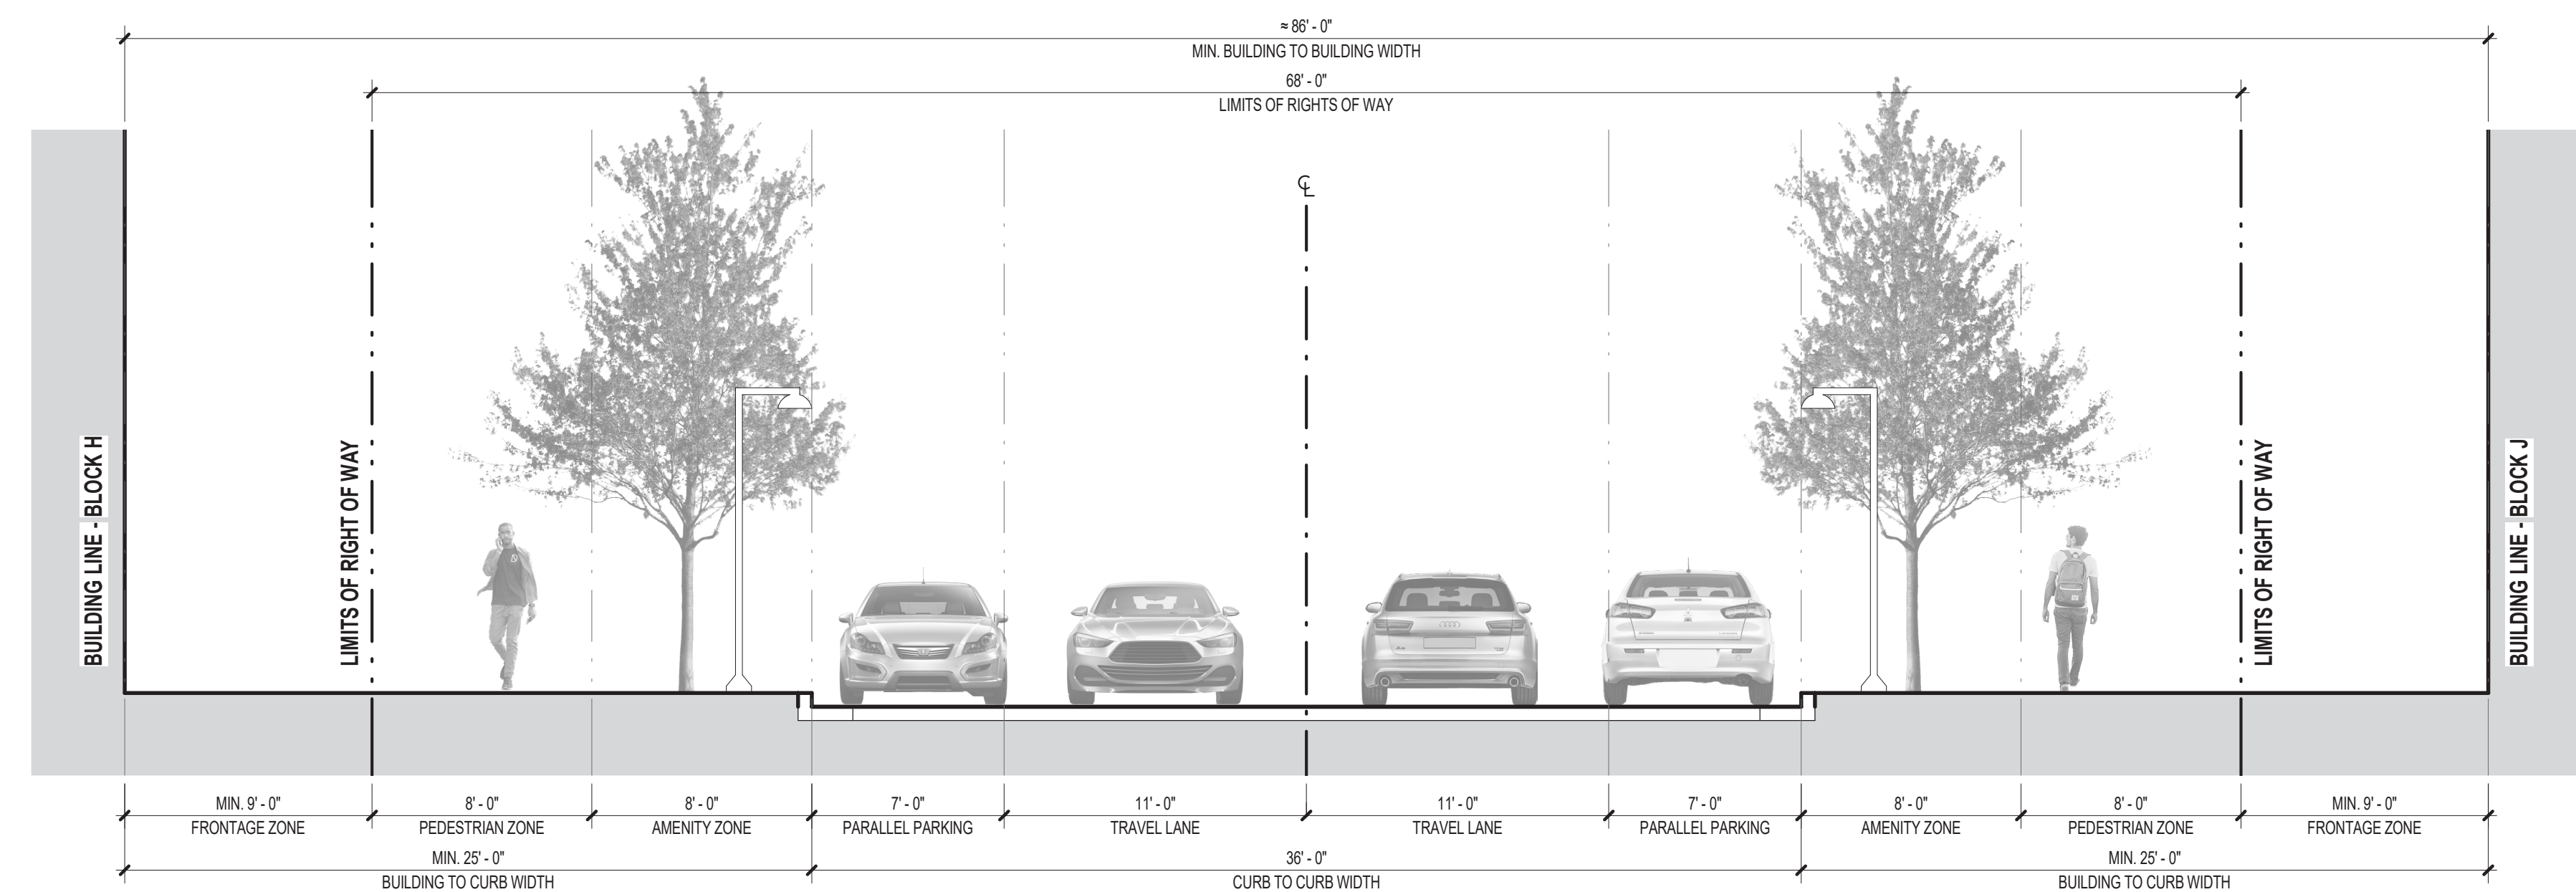 ≈ 86' - 0"
MIN. BUILDING TO BUILDING WIDTH
68' - 0"
LIMITS OF RIGHTS OF WAY
℄
BUILDING LINE - BLOCK H
LIMITS OF RIGHT OF WAY
LIMITS OF RIGHT OF WAY
BUILDING LINE - BLOCK J
MIN. 9' - 0" 8' - 0" 8' - 0" 7' - 0" 11' - 0" 11' - 0" 7' - 0" 8' - 0" 8' - 0" MIN. 9' - 0"
FRONTAGE ZONE PEDESTRIAN ZONE AMENITY ZONE PARALLEL PARKING TRAVEL LANE TRAVEL LANE PARALLEL PARKING AMENITY ZONE PEDESTRIAN ZONE FRONTAGE ZONE
MIN. 25' - 0" 36' - 0" MIN. 25' - 0"
BUILDING TO CURB WIDTH CURB TO CURB WIDTH BUILDING TO CURB WIDTH